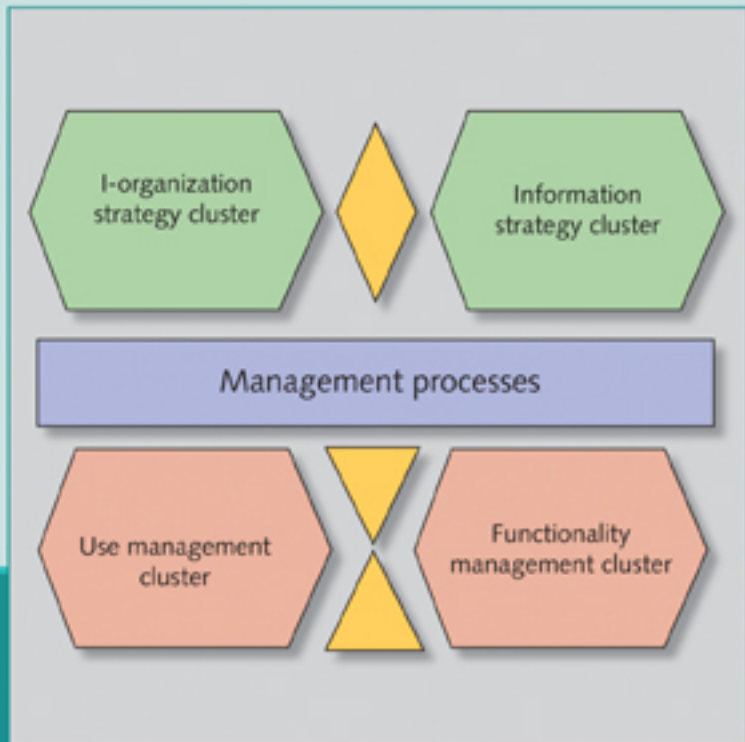 I-organization
strategy cluster
Information
strategy cluster
Management processes
Use management
cluster
Functionality
management cluster